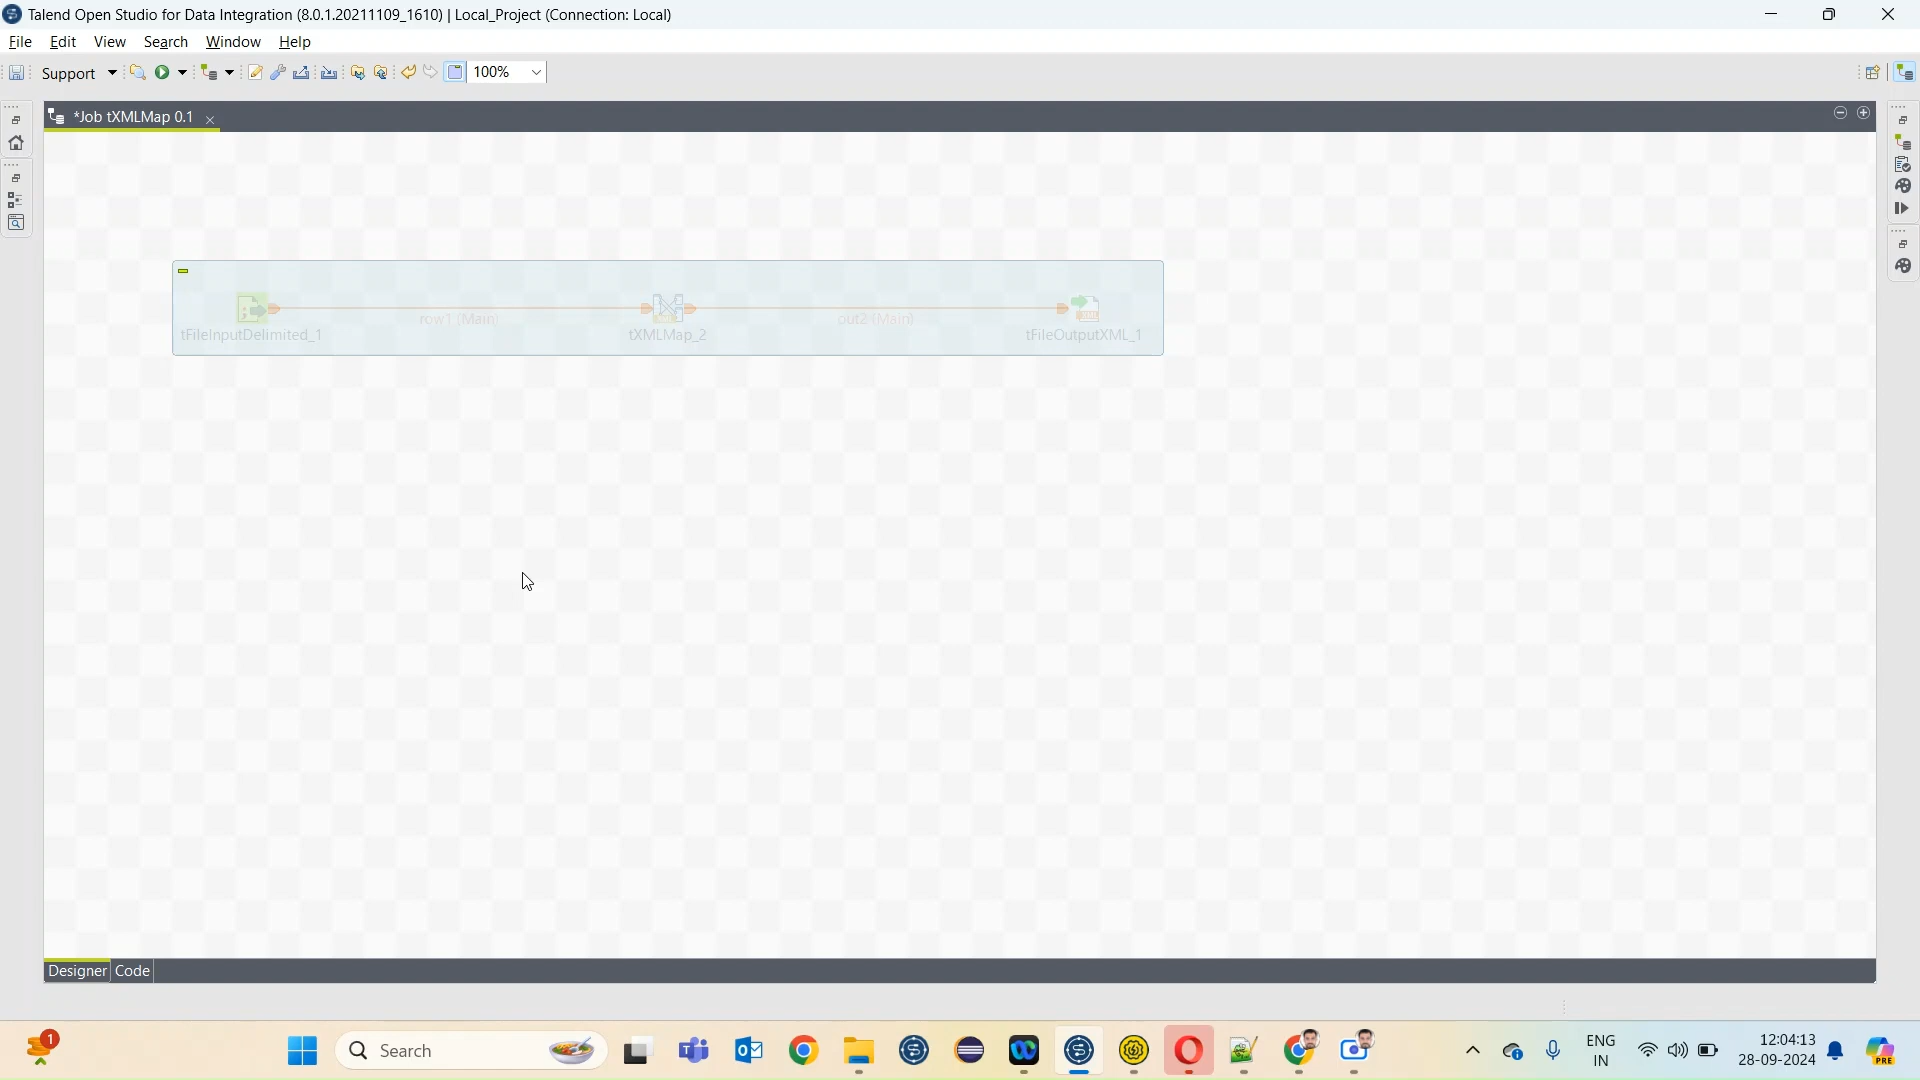 Talend Open Studio for Data Integration (8.0.1.20211109_1610) | Local_Project (Connection: Local)
File Edit View Search Window Help
Support 100%
*Job tXMLMap 0.1
row1 (Main) out2 (Main)
tFileInputDelimited_1 tXMLMap_2 tFileOutputXML_1
Designer Code
1 Search ENG 12:04:13
IN 28-09-2024 PRE